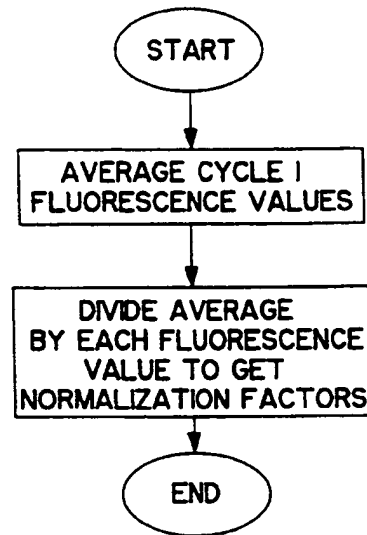 START
AVERAGE CYCLE 1
FLUORESCENCE VALUES
DIVIDE AVERAGE
BY EACH FLUORESCENCE
VALUE TO GET
NORMALIZATION FACTORS
END